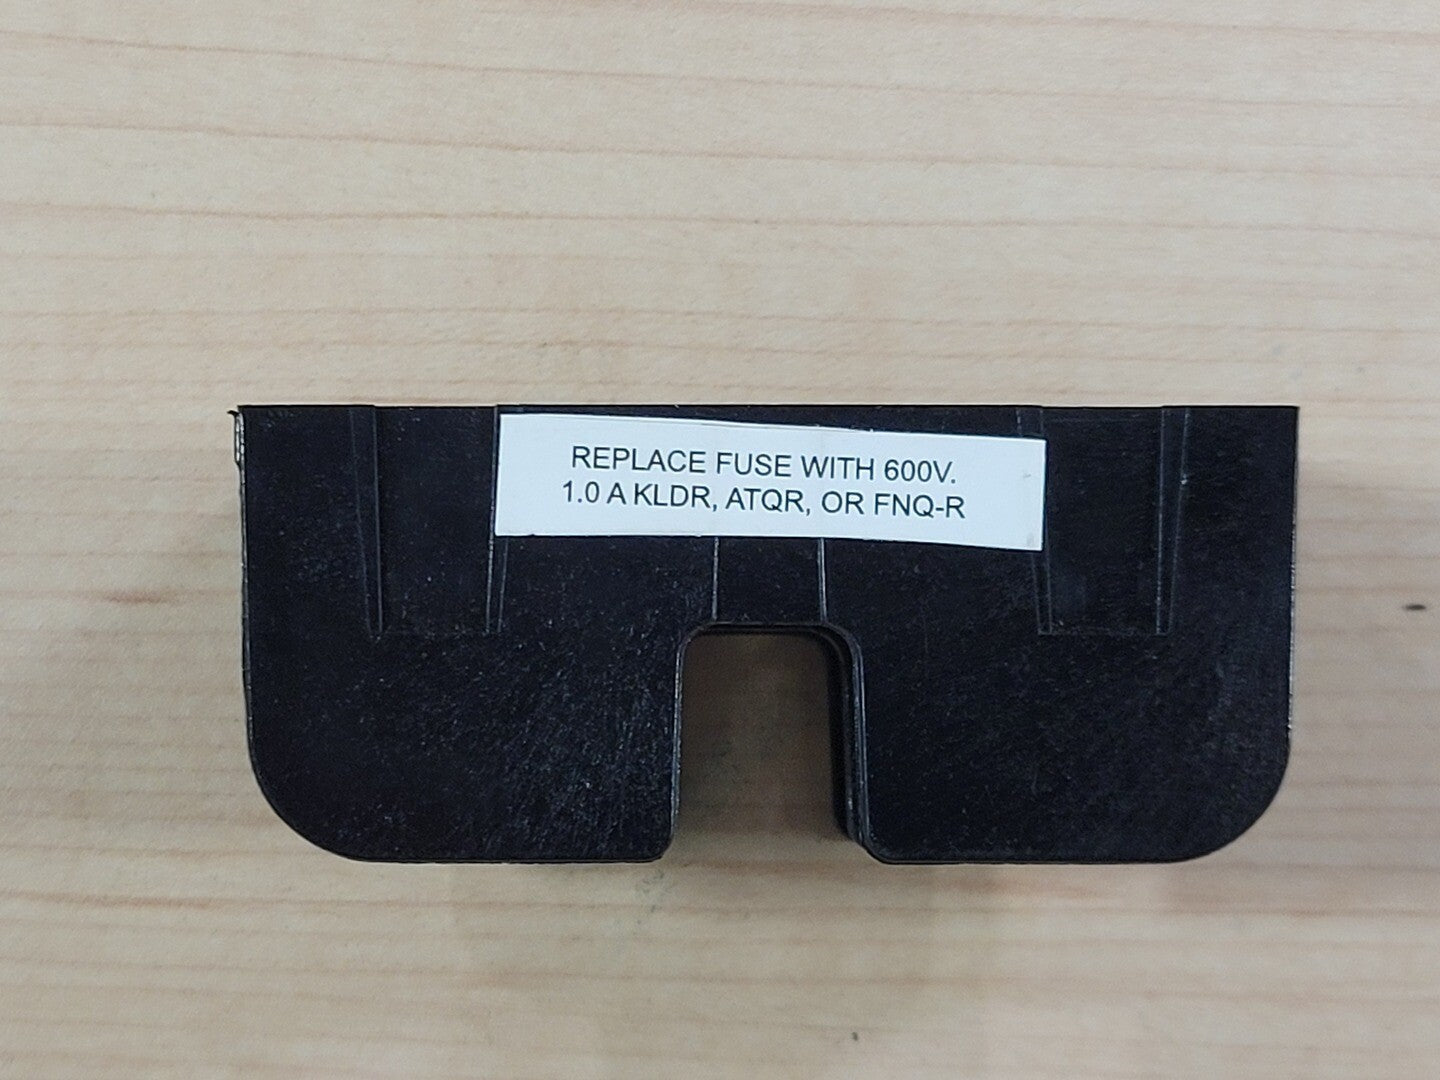 REPLACE FUSE WITH 600V.
1.0 A KLDR, ATQR, OR FNQ-R